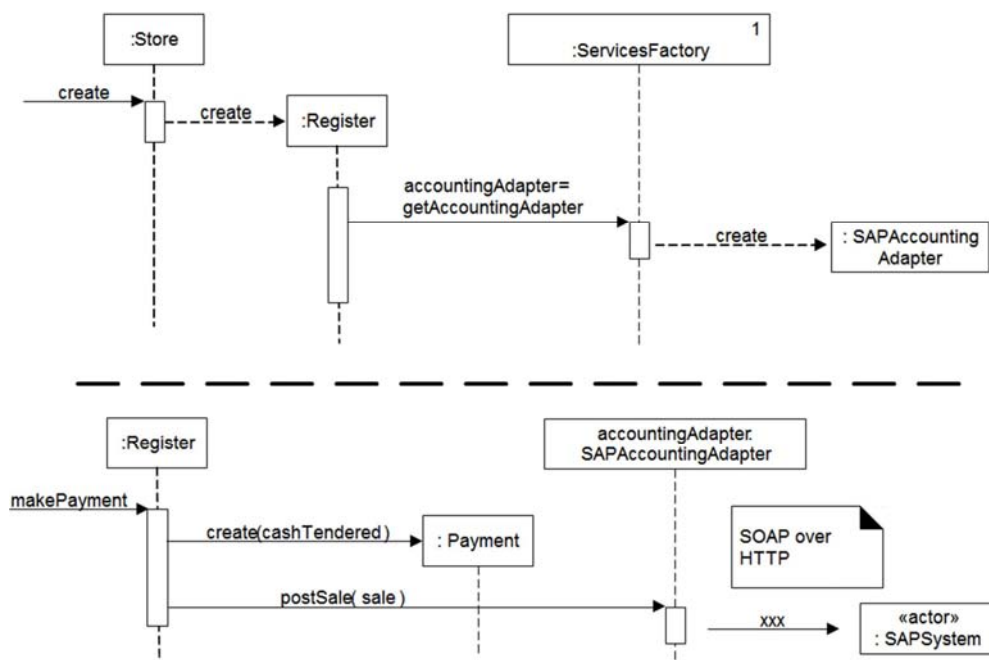 :Store
1
:ServicesFactory
create
create
:Register
accountingAdapter=
getAccountingAdapter
create
: SAPAccounting
Adapter
:Register
accountingAdapter:
SAPAccountingAdapter
makePayment
create(cashTendered)
: Payment
SOAP over
HTTP
postSale( sale )
xxx
«actor»
: SAPSystem